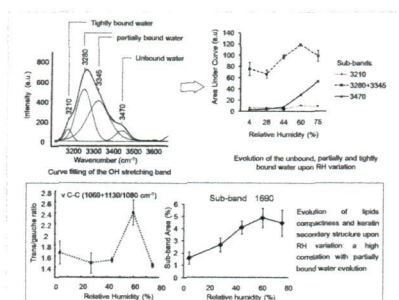 Tightly bound water
partially bound water
Unbound water
3210
3280
3345
3470
Intensity (a.u)
800
600
400
200
0
3200 3300 3400 3500 3600
Wavenumber (cm⁻¹)
Curve fitting of the OH stretching band
Area Under Curve (a.u)
140
120
100
80
60
40
20
0
4 28 44 60 75
Relative Humidity (%)
Sub-bands
3210
3280+3345
3470
Evolution of the unbound, partially and tightly
bound water upon RH variation
Trans/gauche ratio
2.8
2.6
2.4
2.2
2
1.8
1.6
1.4
ν C-C (1060+1130/1080 cm⁻¹)
0 20 40 60 80
Relative Humidity (%)
Sub-band Area (%)
Sub-band 1690
6
5
4
3
2
1
0
0 20 40 60 80
Relative Humidity (%)
Evolution of lipids
compactness and keratin
secondary structure upon
RH variation: a high
correlation with partially
bound water evolution